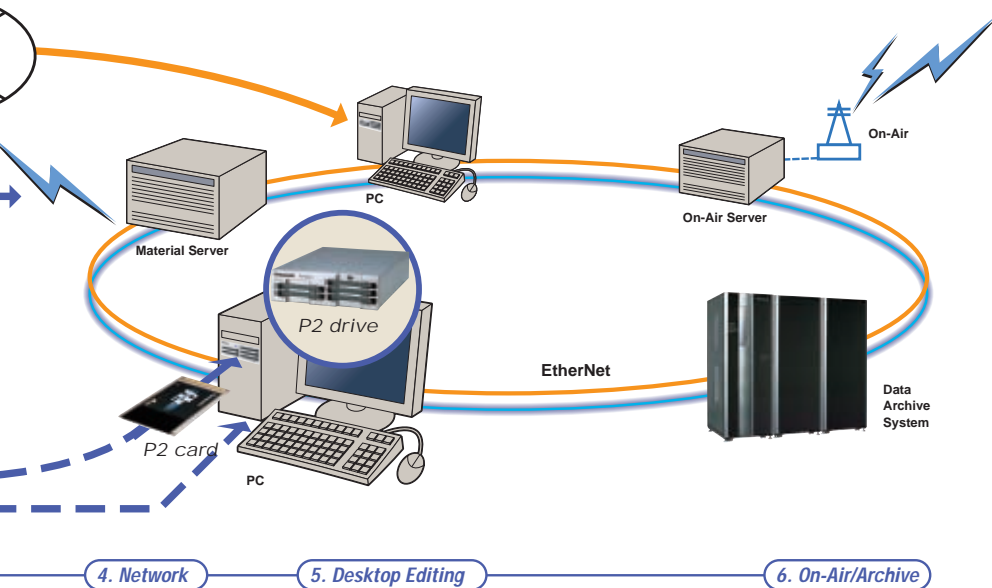 On-Air
PC
On-Air Server
Material Server
P2 drive
EtherNet
Data
Archive
System
P2 card
PC
4. Network
5. Desktop Editing
6. On-Air/Archive